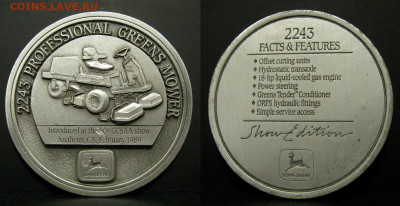 COINS.LAVE.RU
2243 PROFESSIONAL GREENS MOWER
Introduced at the 60th GCSAA show
Anaheim, CA, February 1989
JOHN DEERE
2243
FACTS & FEATURES
Offset cutting units
Hydrostatic transaxle
18-hp liquid-cooled gas engine
Power steering
Greens Tender Conditioner
ORFS hydraulic fittings
Simple service access
Show Edition
JOHN DEERE